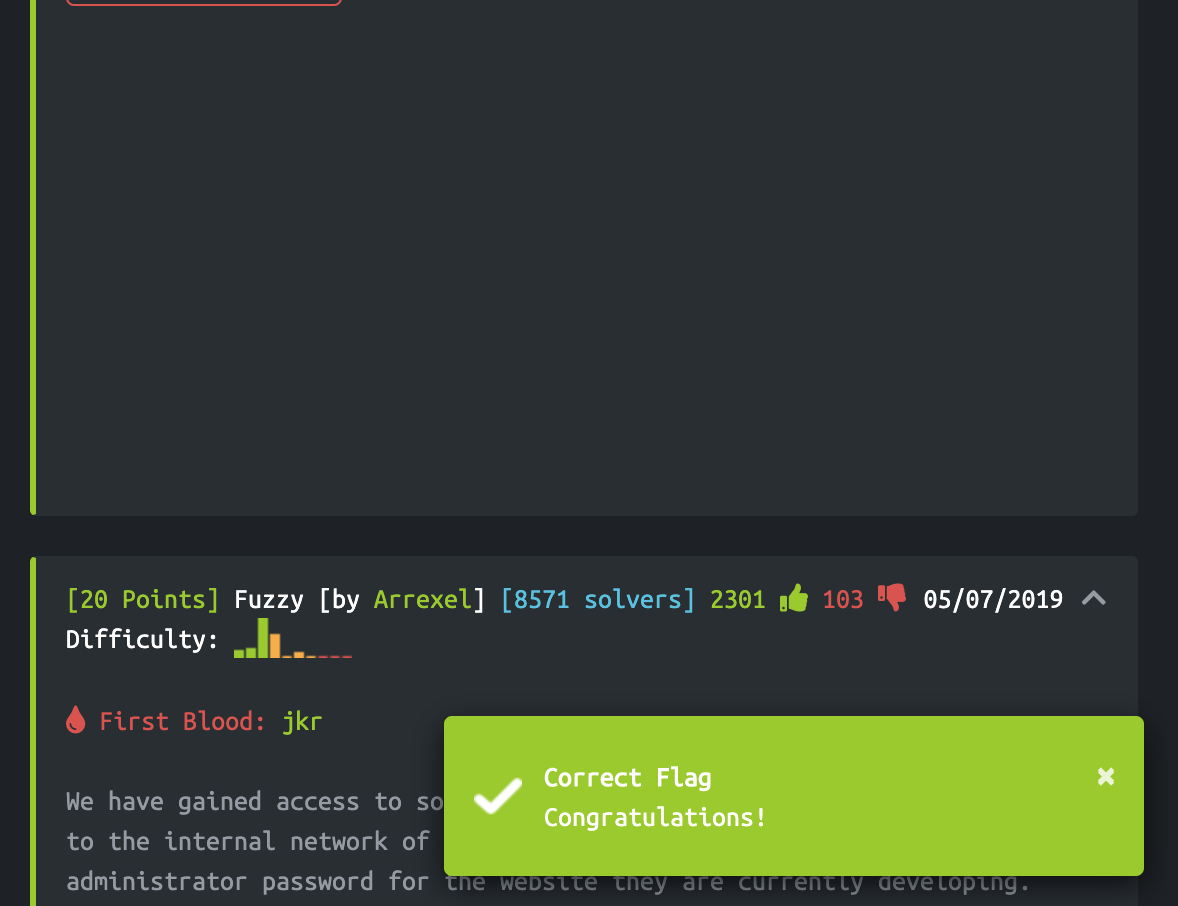 [20 Points] Fuzzy [by Arrexel] [8571 solvers] 2301 103 05/07/2019
Difficulty:
First Blood: jkr
Correct Flag
Congratulations!
We have gained access to so
to the internal network of
administrator password for the website they are currently developing.